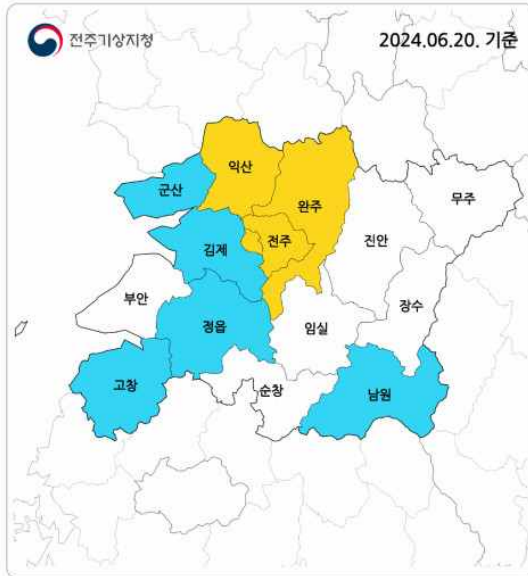 전주기상지청
2024.06.20. 기준
익산
군산
완주
무주
전주
진안
김제
부안
장수
정읍
임실
고창
순창
남원